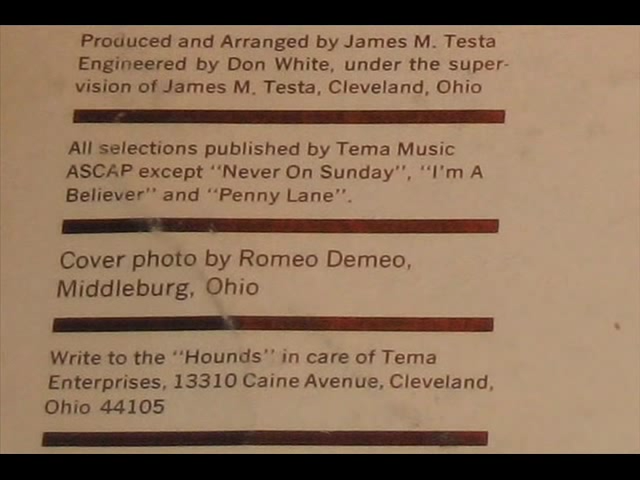 Produced and Arranged by James M. Testa
Engineered by Don White, under the super-
vision of James M. Testa, Cleveland, Ohio
All selections published by Tema Music
ASCAP except "Never On Sunday", "I'm A
Believer" and "Penny Lane".
Cover photo by Romeo Demeo,
Middleburg, Ohio
Write to the "Hounds" in care of Tema
Enterprises, 13310 Caine Avenue, Cleveland,
Ohio 44105